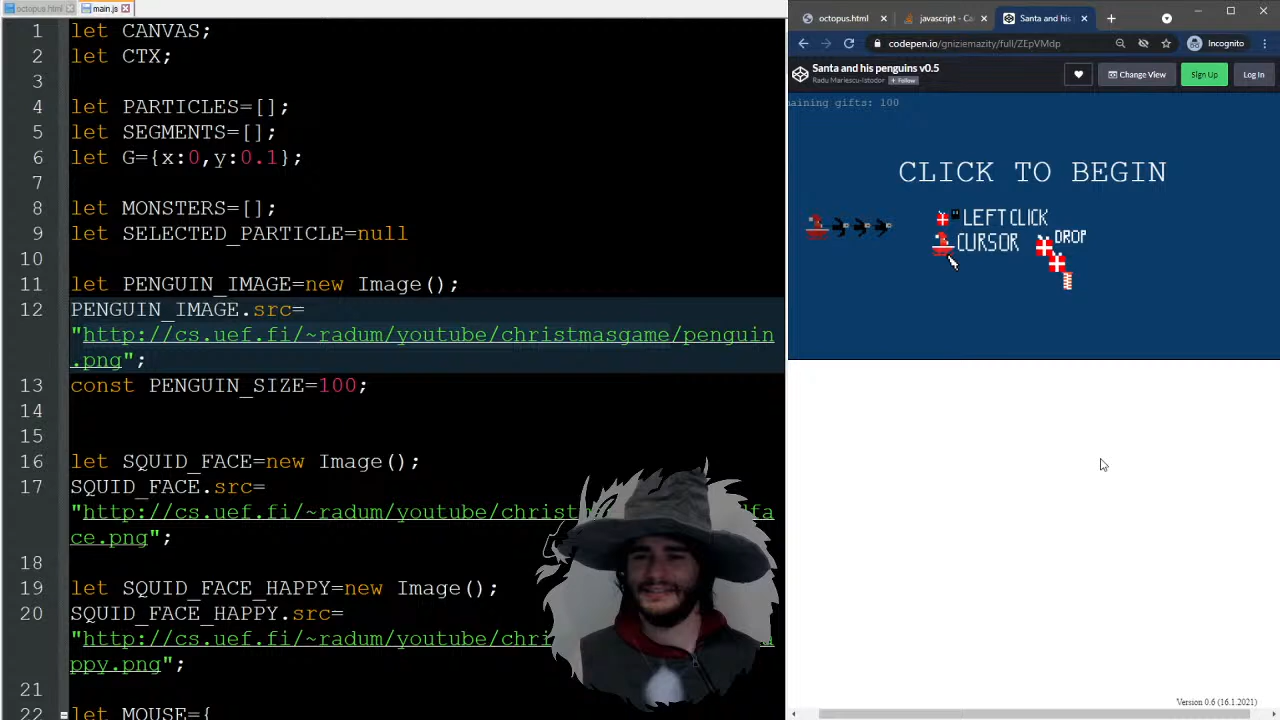 octopus.html
main.js
1 let CANVAS;
2 let CTX;
3
4 let PARTICLES=[];
5 let SEGMENTS=[];
6 let G={x:0,y:0.1};
7
8 let MONSTERS=[];
9 let SELECTED_PARTICLE=null
10
11 let PENGUIN_IMAGE=new Image();
12 PENGUIN_IMAGE.src=
"http://cs.uef.fi/~radum/youtube/christmasgame/penguin
.png";
13 const PENGUIN_SIZE=100;
14
15
16 let SQUID_FACE=new Image();
17 SQUID_FACE.src=
"http://cs.uef.fi/~radum/youtube/christ
ce.png";
18
19 let SQUID_FACE_HAPPY=new Image();
20 SQUID_FACE_HAPPY.src=
"http://cs.uef.fi/~radum/youtube/chri
ppy.png";
21
22 let MOUSE={
octopus.html
javascript - Ca
Santa and his
codepen.io/gniziemazity/full/ZEpVMdp
Incognito
Santa and his penguins v0.5
Radu Mariescu-Istodor
+ Follow
Change View
Sign Up
Log In
aining gifts: 100
CLICK TO BEGIN
LEFT CLICK
CURSOR
DROP
Version 0.6 (16.1.2021)